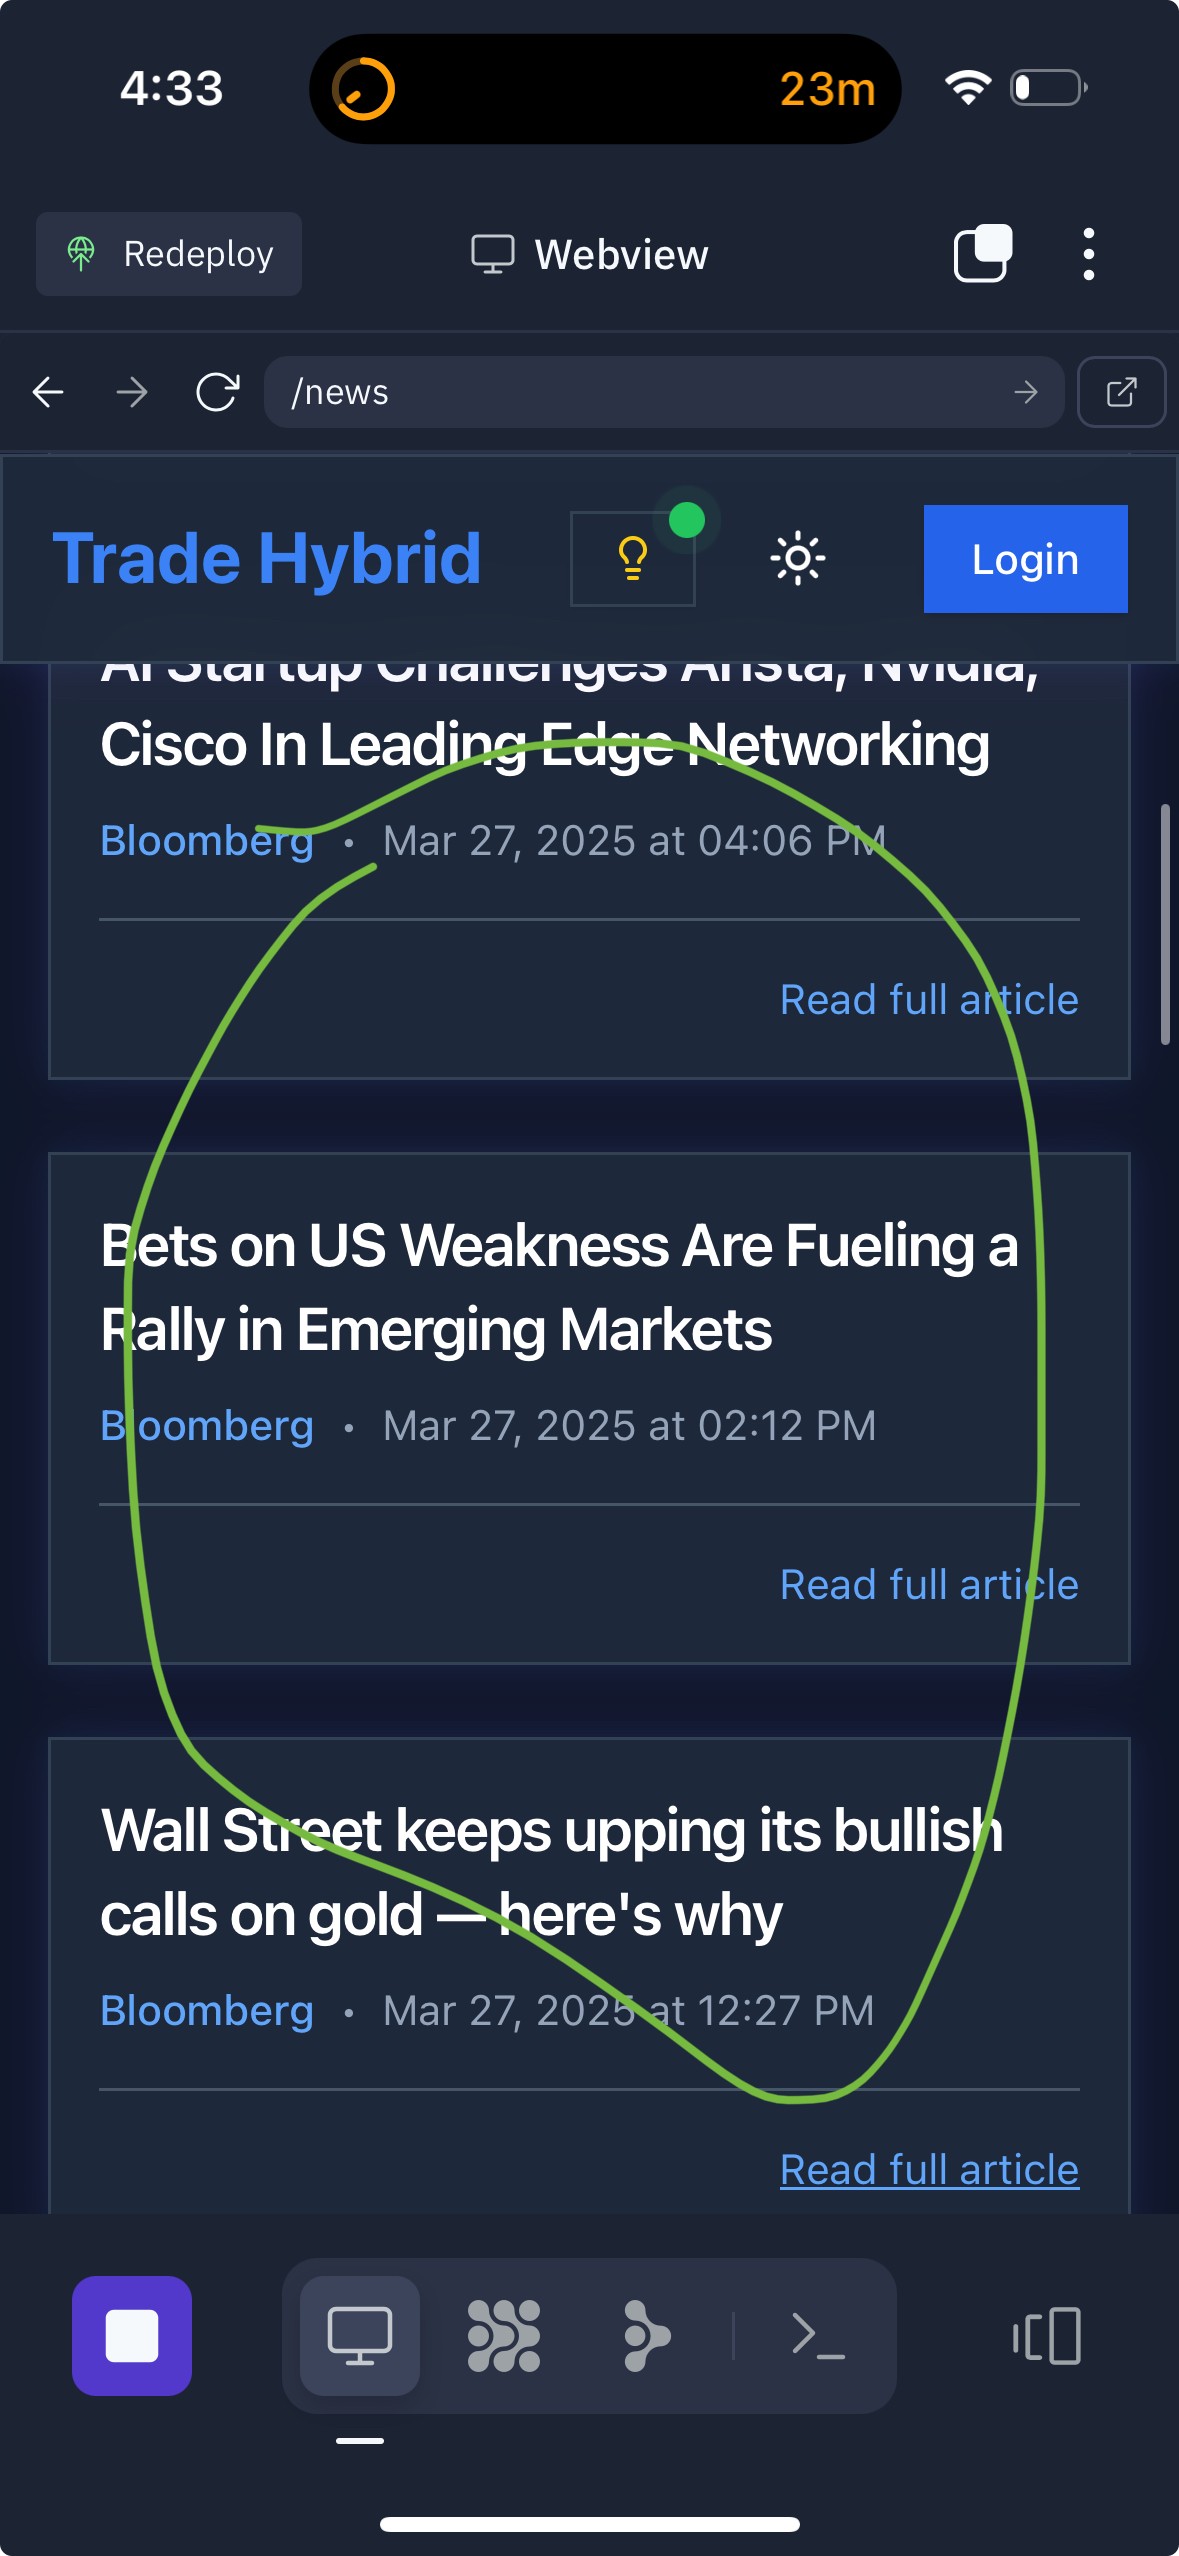 4:33
23m
Redeploy
Webview
/news
Trade Hybrid
Login
AI Startup Challenges Arista, Nvidia,
Cisco In Leading Edge Networking
Bloomberg • Mar 27, 2025 at 04:06 PM
Read full article
Bets on US Weakness Are Fueling a
Rally in Emerging Markets
Bloomberg • Mar 27, 2025 at 02:12 PM
Read full article
Wall Street keeps upping its bullish
calls on gold — here's why
Bloomberg • Mar 27, 2025 at 12:27 PM
Read full article